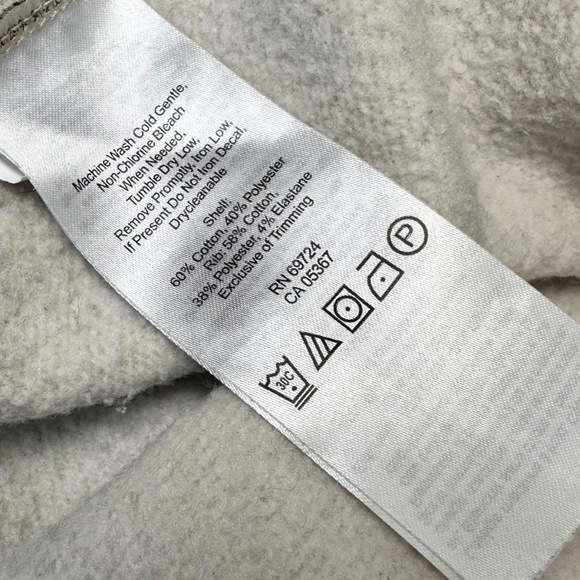 Machine Wash Cold Gentle.
Non-Chlorine Bleach
When Needed.
Tumble Dry Low,
Remove Promptly, Iron Low,
If Present Do Not Iron Decal.
Drycleanable
Shell:
60% Cotton, 40% Polyester
Rib: 58% Cotton,
38% Polyester, 4% Elastane
Exclusive of Trimming
RN 69724
CA 05367
30C
P